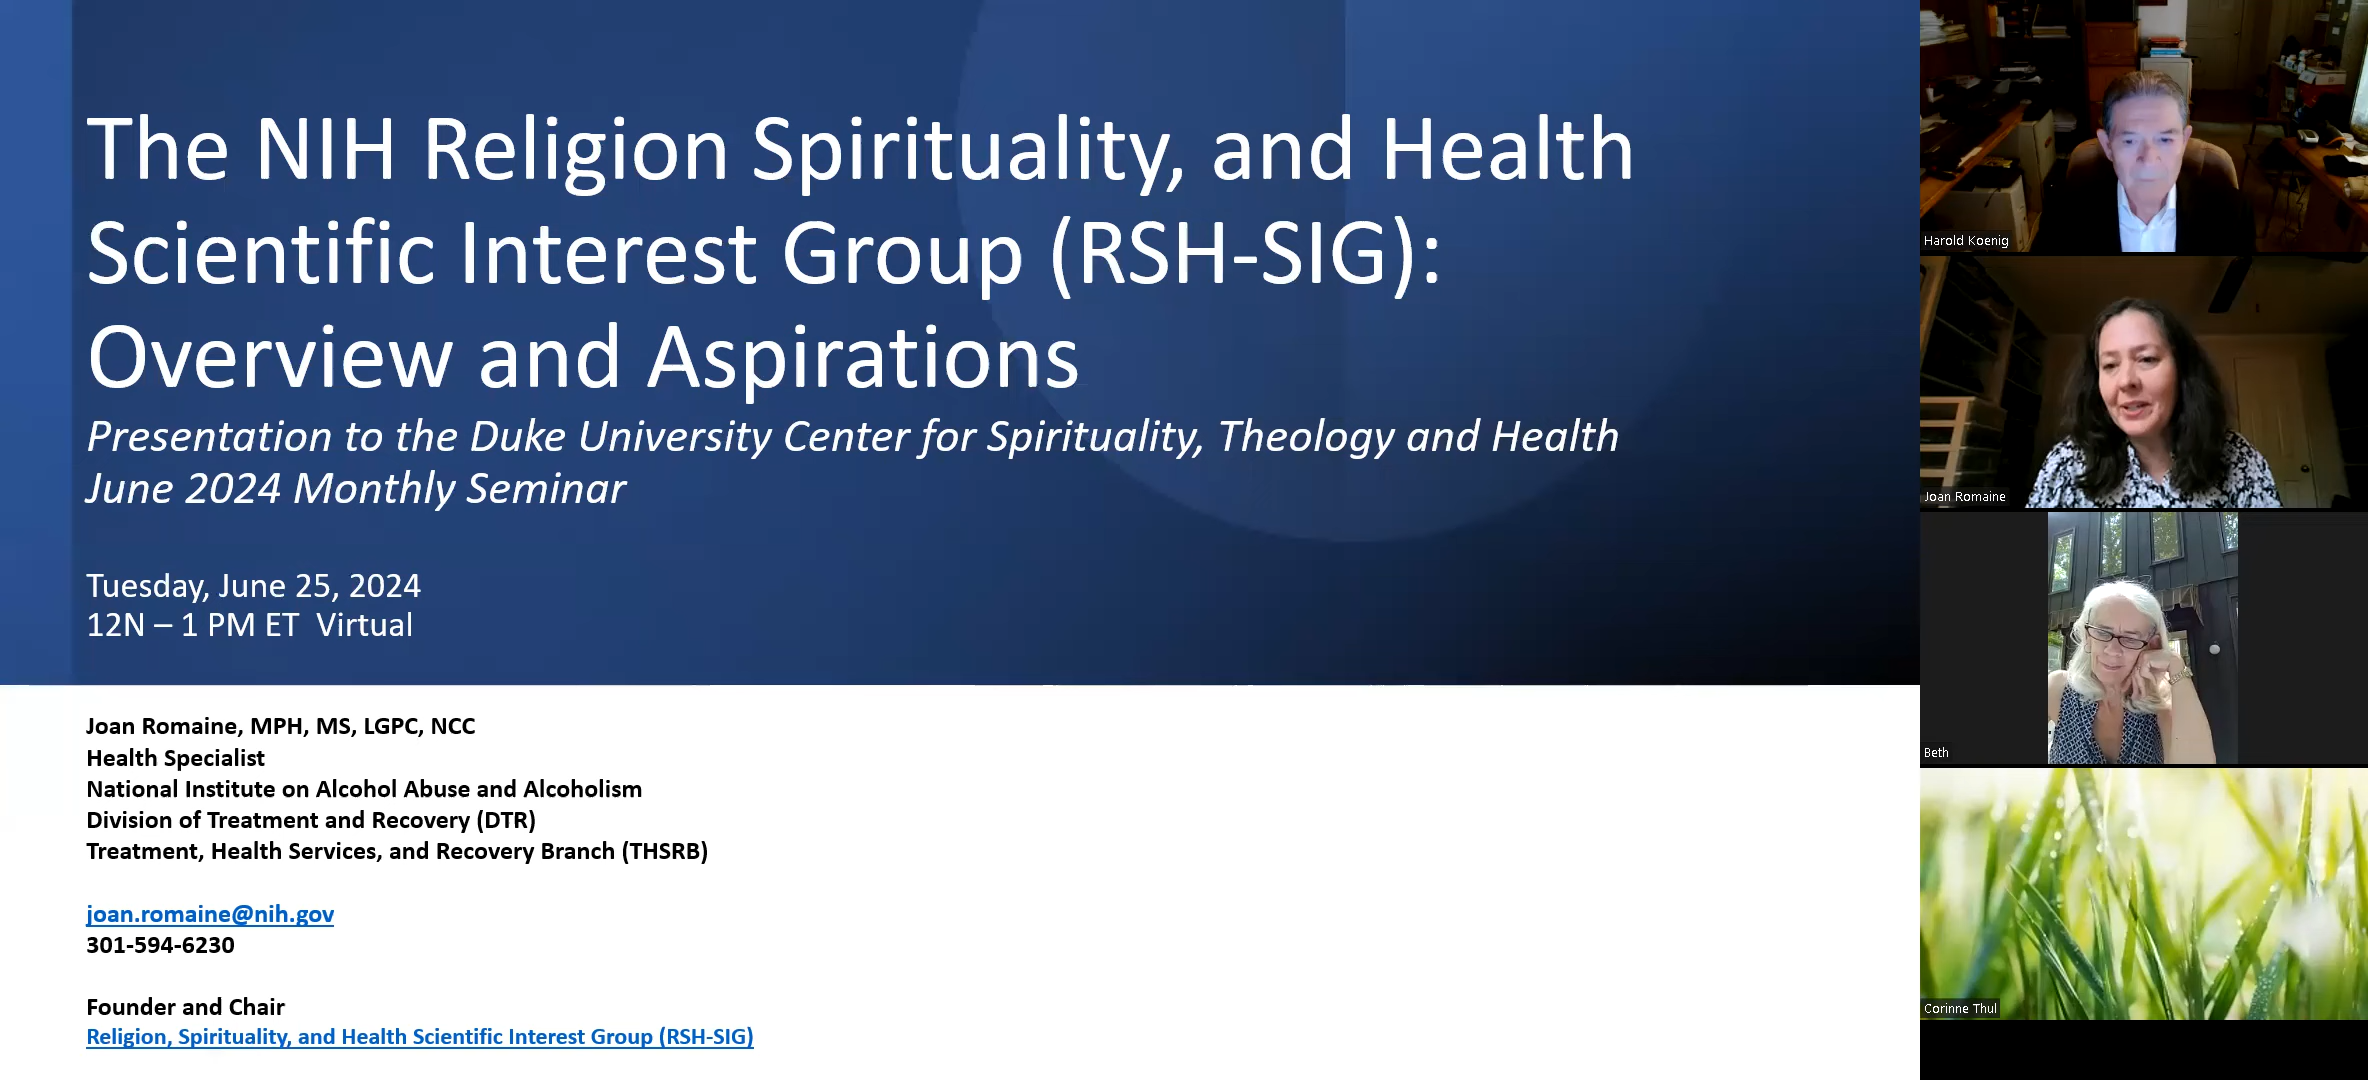 The NIH Religion Spirituality, and Health
Scientific Interest Group (RSH-SIG):
Overview and Aspirations
Presentation to the Duke University Center for Spirituality, Theology and Health
June 2024 Monthly Seminar
Tuesday, June 25, 2024
12N – 1 PM ET  Virtual
Joan Romaine, MPH, MS, LGPC, NCC
Health Specialist
National Institute on Alcohol Abuse and Alcoholism
Division of Treatment and Recovery (DTR)
Treatment, Health Services, and Recovery Branch (THSRB)
joan.romaine@nih.gov
301-594-6230
Founder and Chair
Religion, Spirituality, and Health Scientific Interest Group (RSH-SIG)
Harold Koenig
Joan Romaine
Beth
Corinne Thul